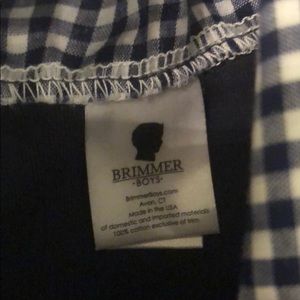 BRIMMER
·BOYS·
BrimmerBoys.com
Avon, CT
Made in the USA
of domestic and imported materials
100% cotton exclusive of trim